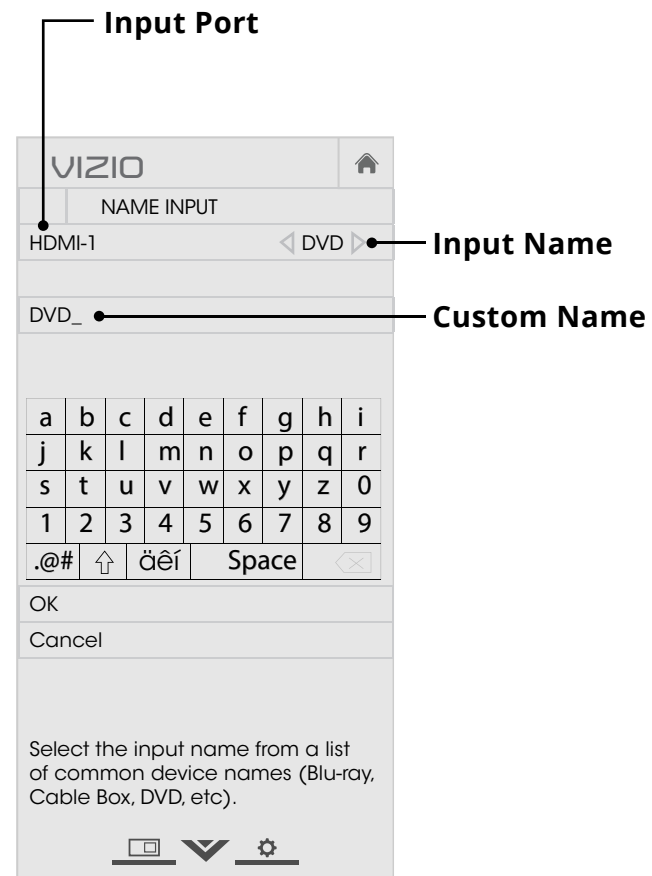 Input Port
VIZIO
NAME INPUT
HDMI-1 DVD
Input Name
DVD_
Custom Name
a b c d e f g h i
j k l m n o p q r
s t u v w x y z 0
1 2 3 4 5 6 7 8 9
.@# äêí Space
OK
Cancel
Select the input name from a list
of common device names (Blu-ray,
Cable Box, DVD, etc).